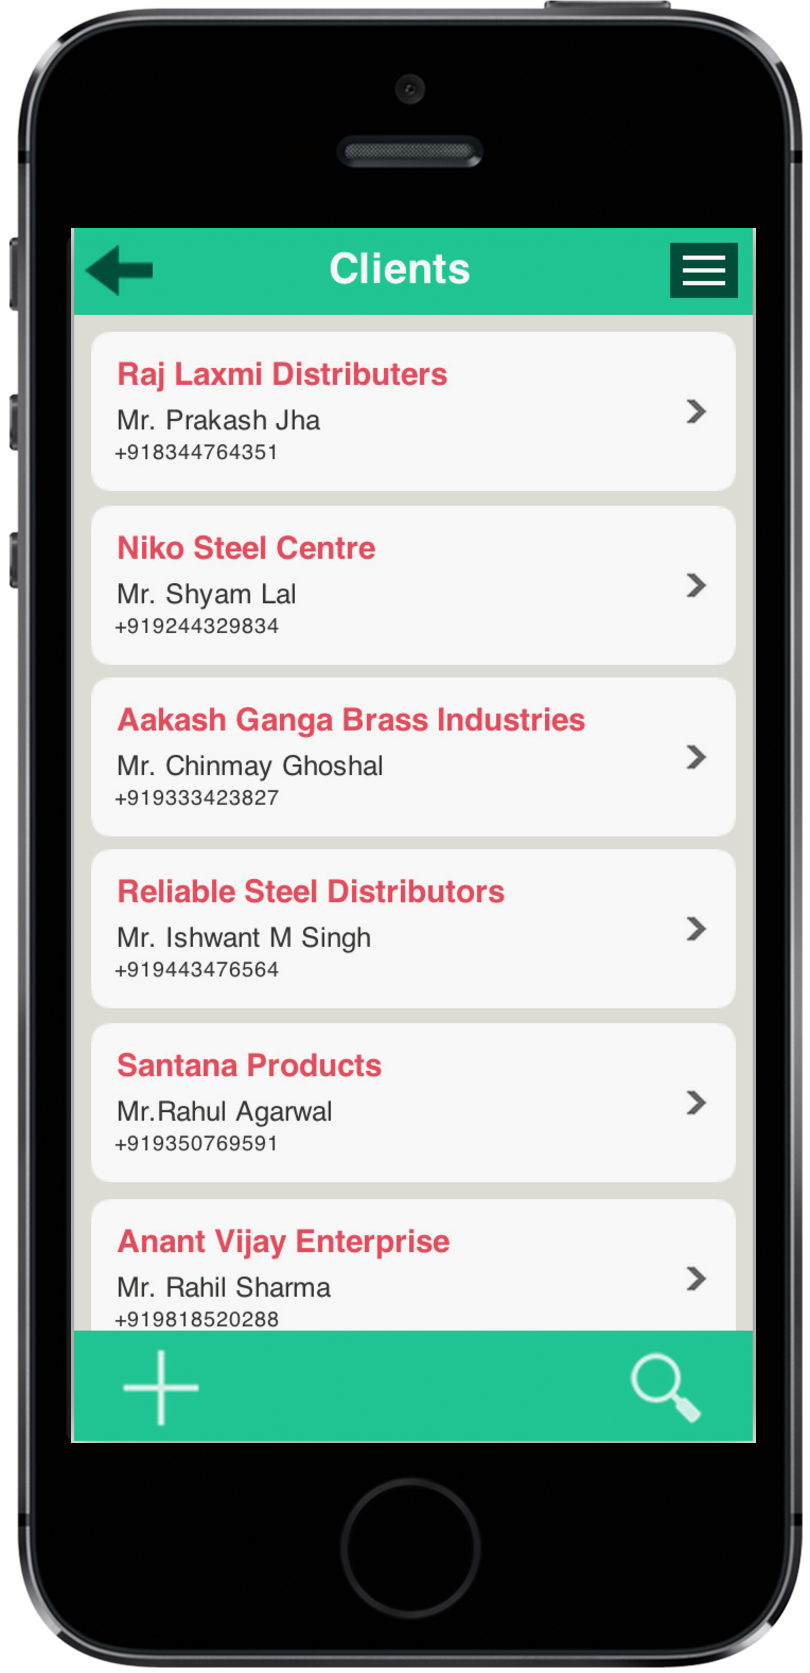 Clients
Raj Laxmi Distributers
Mr. Prakash Jha
+918344764351
Niko Steel Centre
Mr. Shyam Lal
+919244329834
Aakash Ganga Brass Industries
Mr. Chinmay Ghoshal
+919333423827
Reliable Steel Distributors
Mr. Ishwant M Singh
+919443476564
Santana Products
Mr.Rahul Agarwal
+919350769591
Anant Vijay Enterprise
Mr. Rahil Sharma
+919818520288